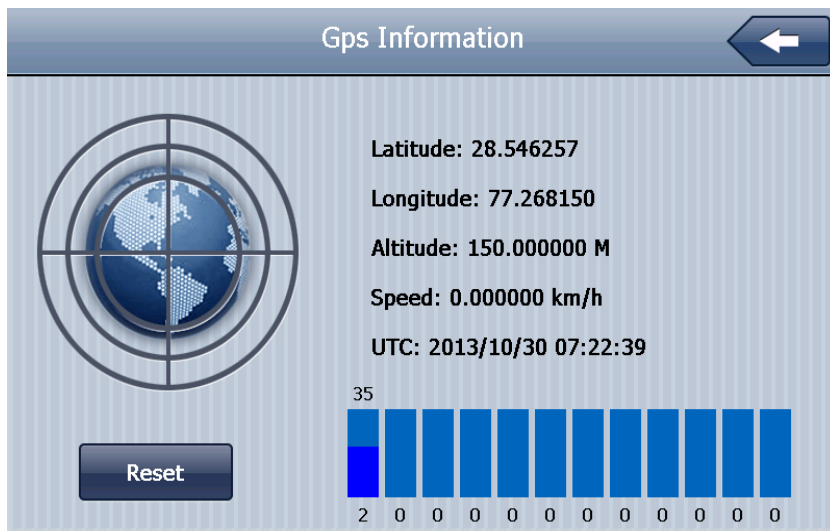 Gps Information
Latitude: 28.546257
Longitude: 77.268150
Altitude: 150.000000 M
Speed: 0.000000 km/h
UTC: 2013/10/30 07:22:39
35
Reset
2 0 0 0 0 0 0 0 0 0 0 0